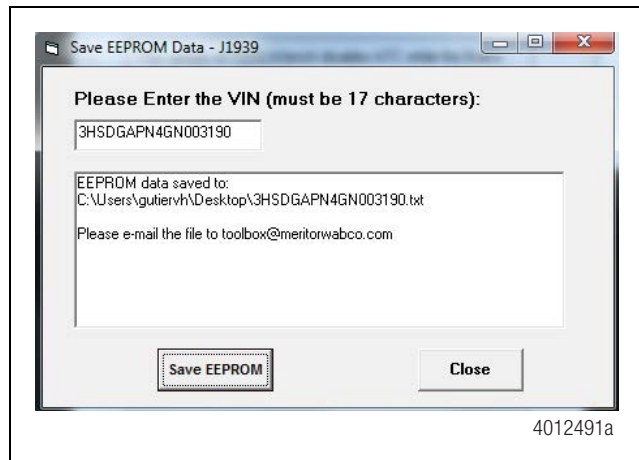 Save EEPROM Data - J1939
Please Enter the VIN (must be 17 characters):
3HSDGAPN4GN003190
EEPROM data saved to:
C:\Users\gutiervh\Desktop\3HSDGAPN4GN003190.txt
Please e-mail the file to toolbox@meritorwabco.com
Save EEPROM
Close
4012491a